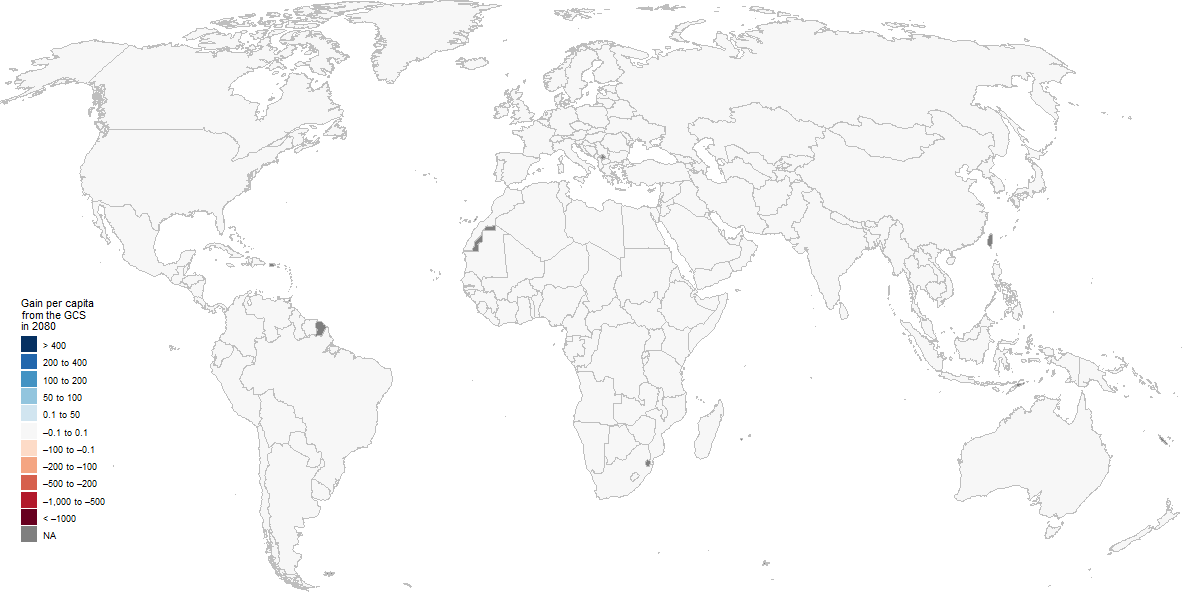 Gain per capita
from the GCS
in 2080
> 400
200 to 400
100 to 200
50 to 100
0.1 to 50
–0.1 to 0.1
–100 to –0.1
–200 to –100
–500 to –200
–1,000 to –500
< –1000
NA